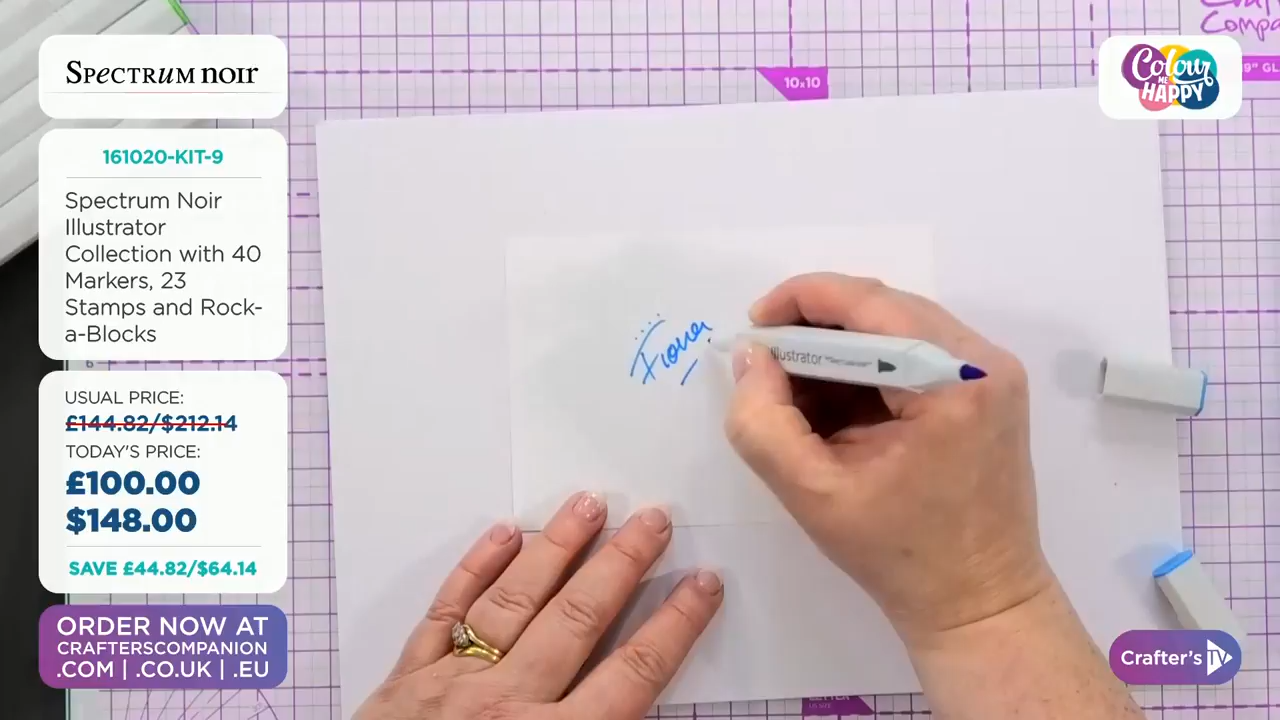 Spectrum noir
161020-KIT-9
Spectrum Noir
Illustrator
Collection with 40
Markers, 23
Stamps and Rock-
a-Blocks
USUAL PRICE:
£144.82/$212.14
TODAY'S PRICE:
£100.00
$148.00
SAVE £44.82/$64.14
ORDER NOW AT
CRAFTERSCOMPANION
.COM | .CO.UK | .EU
10x10
Colour
ME
HAPPY
Fiona
Illustrator
6
Crafter's TV